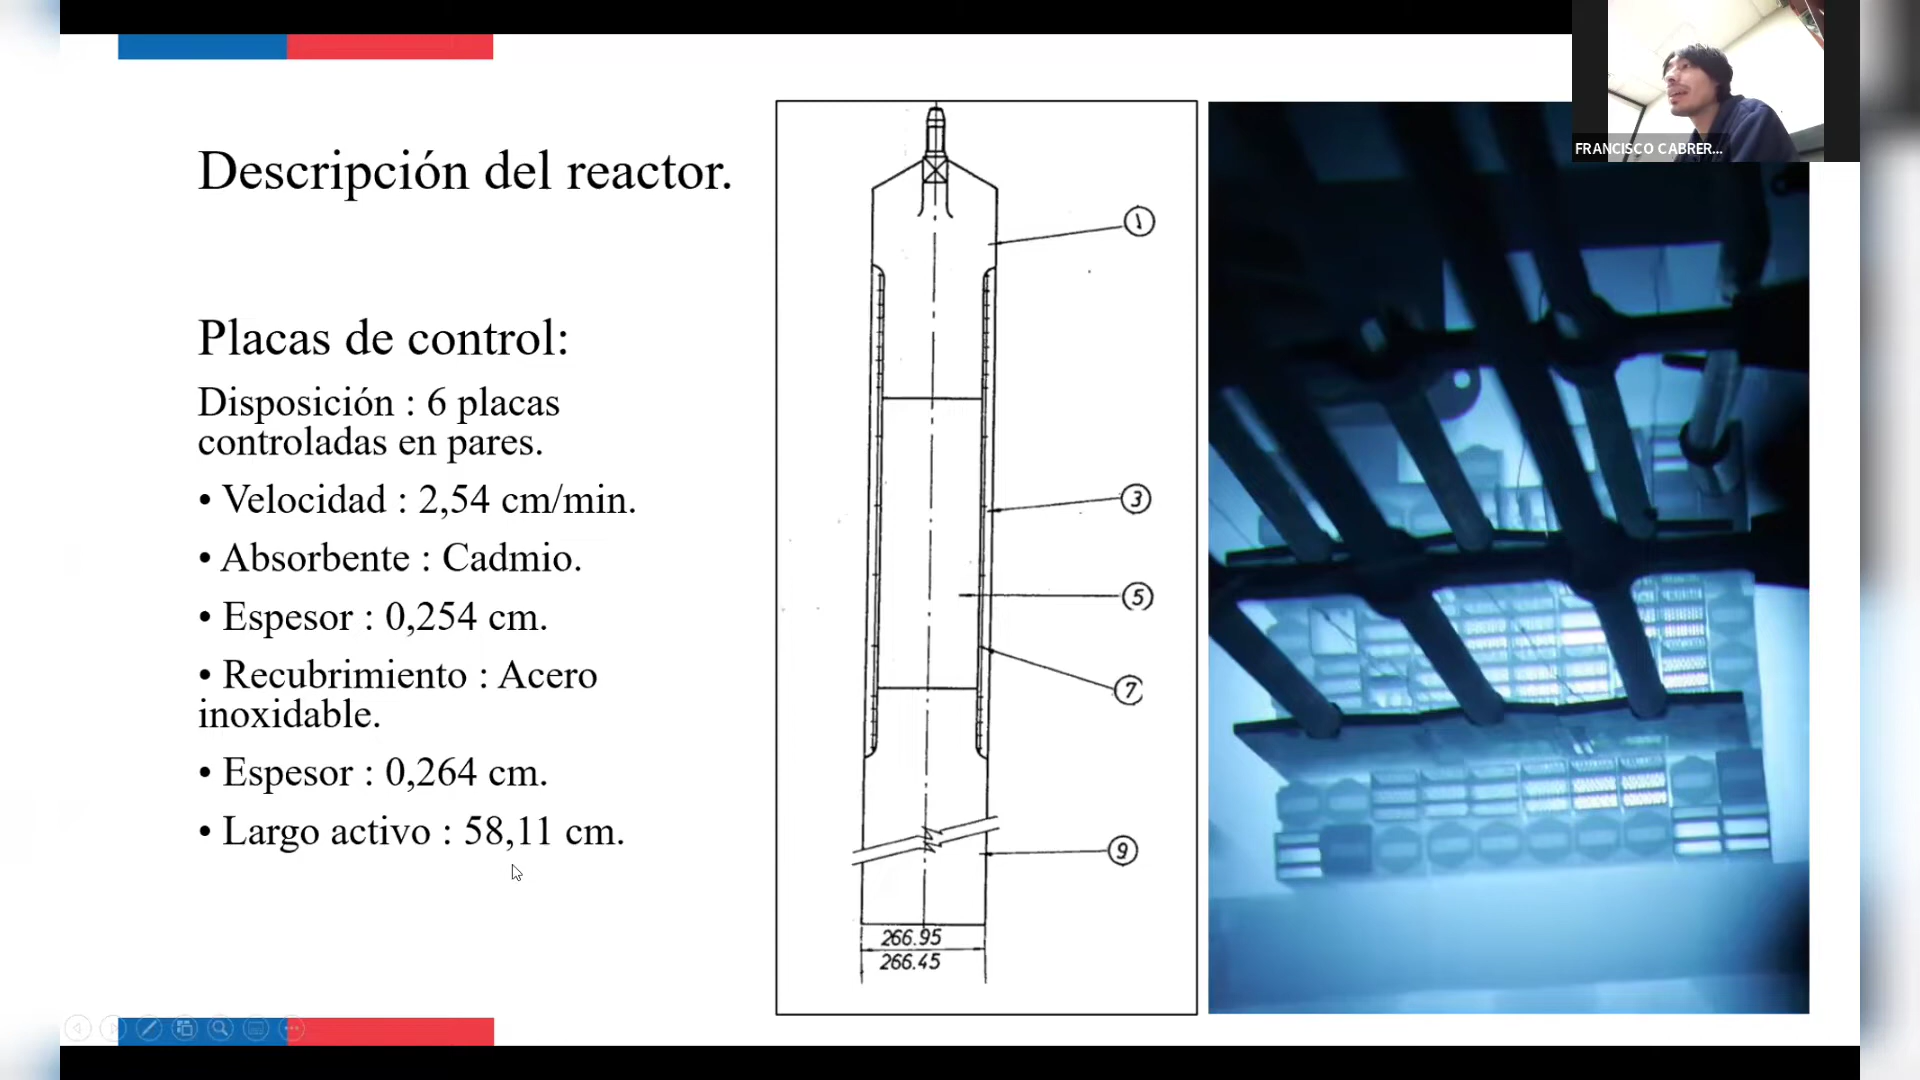 FRANCISCO CABRER...
Descripción del reactor.
Placas de control:
Disposición : 6 placas
controladas en pares.
• Velocidad : 2,54 cm/min.
• Absorbente : Cadmio.
• Espesor : 0,254 cm.
• Recubrimiento : Acero
inoxidable.
• Espesor : 0,264 cm.
• Largo activo : 58,11 cm.
1
3
5
7
9
266.95
266.45